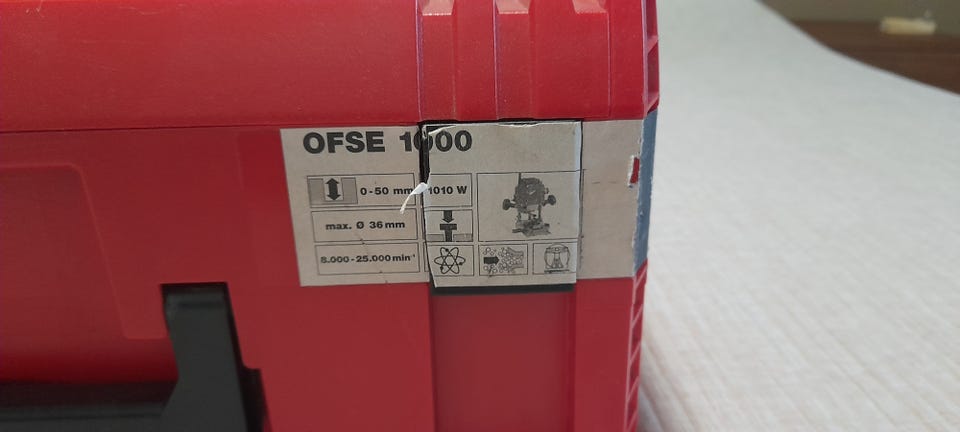 OFSE 1000
0-50 mm
1010 W
max. Ø 36 mm
8.000-25.000 min⁻¹